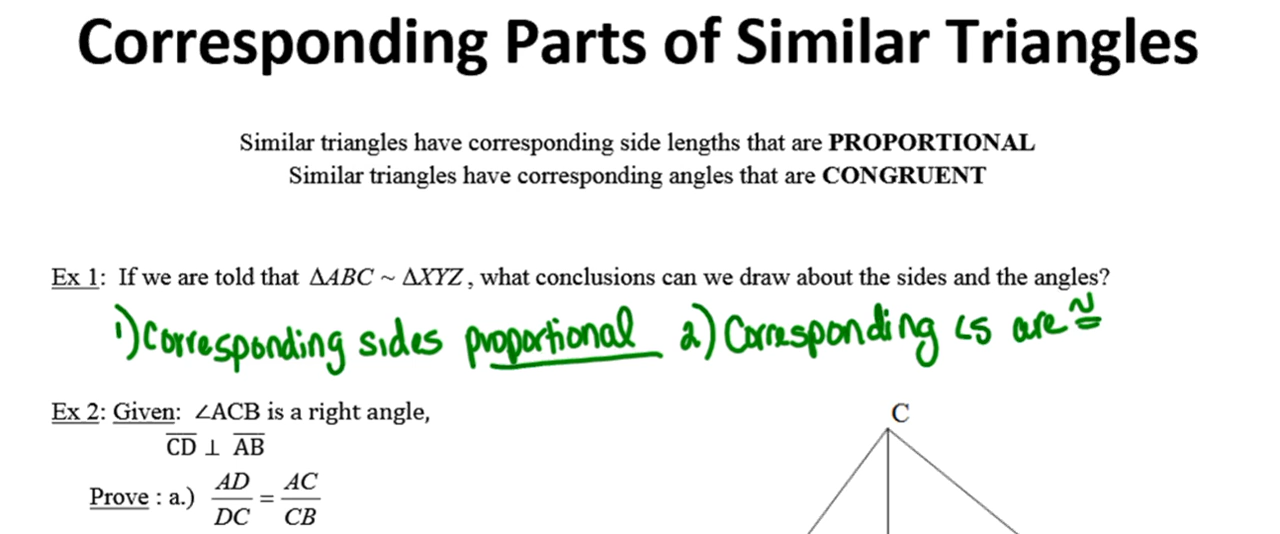 Corresponding Parts of Similar Triangles
Similar triangles have corresponding side lengths that are PROPORTIONAL
Similar triangles have corresponding angles that are CONGRUENT
Ex 1: If we are told that ΔABC ~ ΔXYZ, what conclusions can we draw about the sides and the angles?
1) Corresponding sides proportional 2) Corresponding ∠s are ≅
Ex 2: Given: ∠ACB is a right angle,
C
CD ⊥ AB
Prove : a.) AD/DC = AC/CB